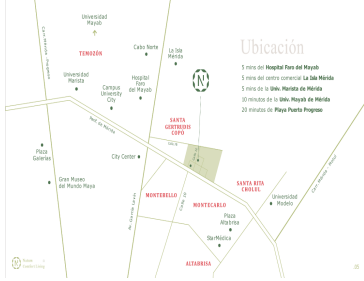 Universidad
Mayab
TEMOZÓN
Cabo Norte
La Isla
Mérida
Ubicación
5 mins del Hospital Faro del Mayab
5 mins del centro comercial La Isla Mérida
5 mins de la Univ. Marista de Mérida
10 minutos de la Univ. Mayab de Mérida
20 minutos de Playa Puerto Progreso
Universidad
Marista
Campus
University
City
Hospital
Faro
del Mayab
N
SANTA
GERTRUDIS
COPÓ
Plaza
Galerías
City Center
Gran Museo
del Mundo Maya
MONTEBELLO
MONTECARLO
SANTA RITA
CHOLUL
Universidad
Modelo
Plaza
Altabrisa
StarMédica
ALTABRISA
N